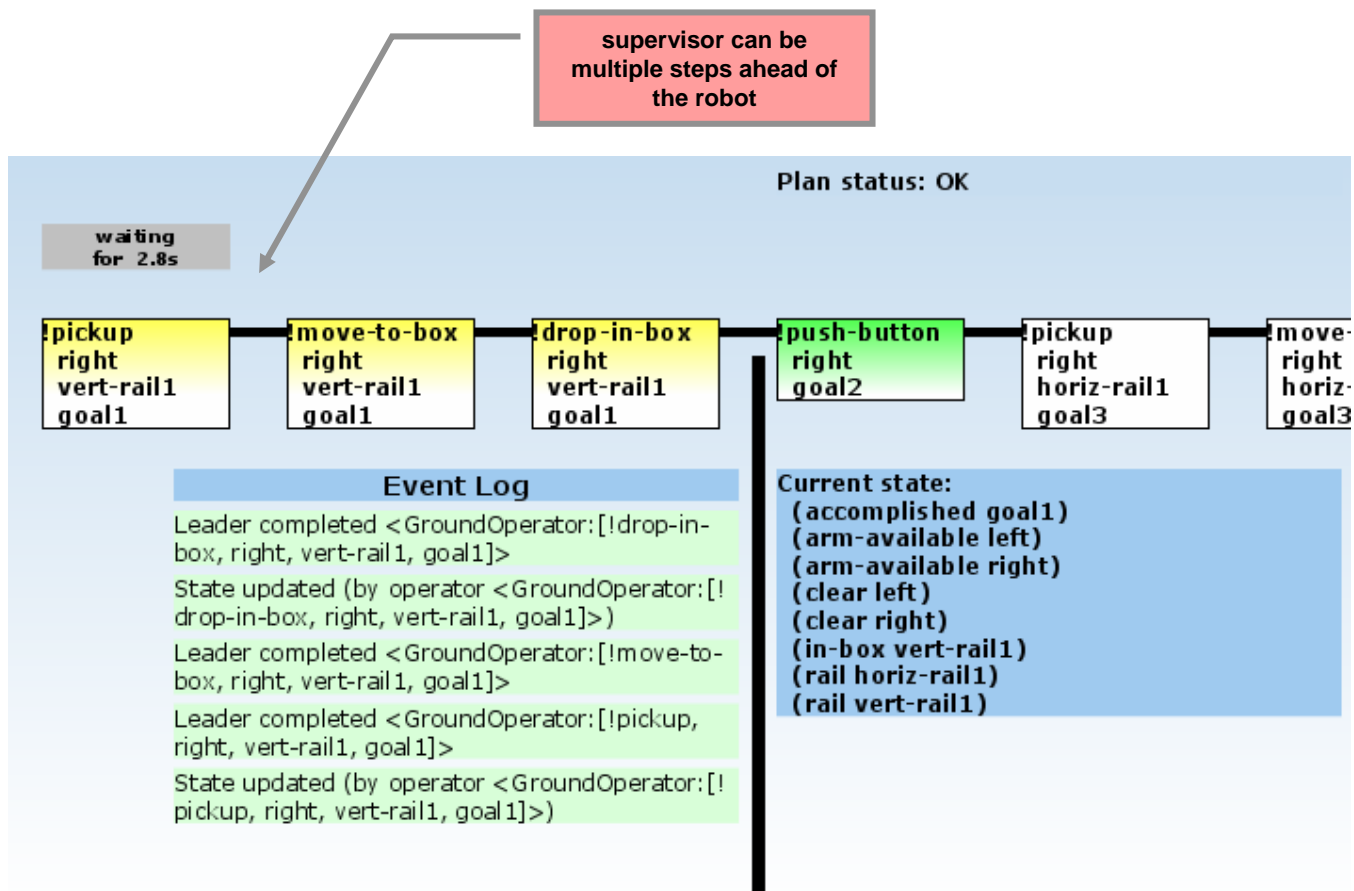 supervisor can be
multiple steps ahead of
the robot
Plan status: OK
waiting
for 2.8s
!pickup
right
vert-rail1
goal1
!move-to-box
right
vert-rail1
goal1
!drop-in-box
right
vert-rail1
goal1
!push-button
right
goal2
!pickup
right
horiz-rail1
goal3
!move-
right
horiz-
goal3
Event Log
Leader completed <GroundOperator:[!drop-in-
box, right, vert-rail1, goal1]>
State updated (by operator <GroundOperator:[!
drop-in-box, right, vert-rail1, goal1]>)
Leader completed <GroundOperator:[!move-to-
box, right, vert-rail1, goal1]>
Leader completed <GroundOperator:[!pickup,
right, vert-rail1, goal1]>
State updated (by operator <GroundOperator:[!
pickup, right, vert-rail1, goal1]>)
Current state:
(accomplished goal1)
(arm-available left)
(arm-available right)
(clear left)
(clear right)
(in-box vert-rail1)
(rail horiz-rail1)
(rail vert-rail1)